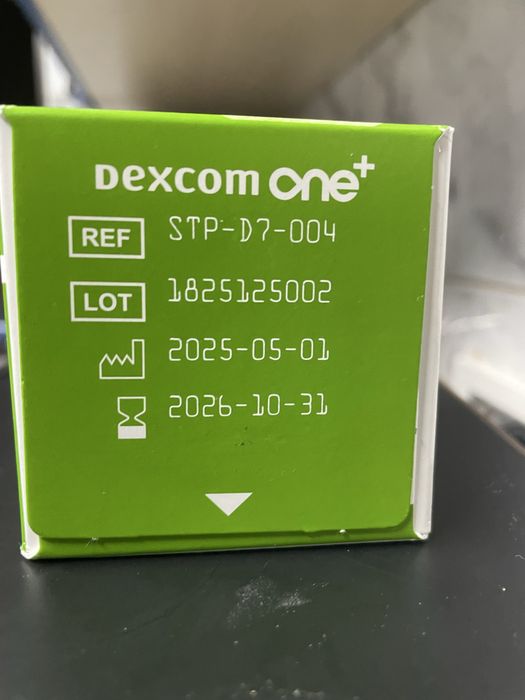 Dexcom one+
REF STP-D7-004
LOT 1825125002
2025-05-01
2026-10-31